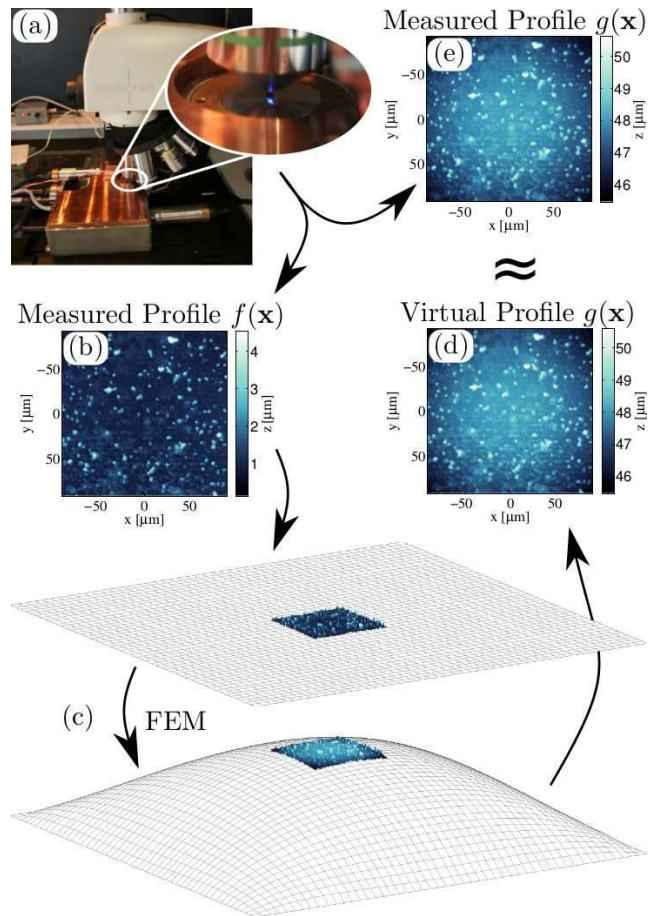 (a)
SENSOFAR
Measured Profile g(x)
(e)
−50
0
50
y [μm]
−50 0 50
x [μm]
50
49
48
47
46
z [μm]
≈
Measured Profile f(x)
(b)
−50
0
50
y [μm]
−50 0 50
x [μm]
4
3
2
1
z [μm]
Virtual Profile g(x)
(d)
−50
0
50
y [μm]
−50 0 50
x [μm]
50
49
48
47
46
z [μm]
(c)
FEM